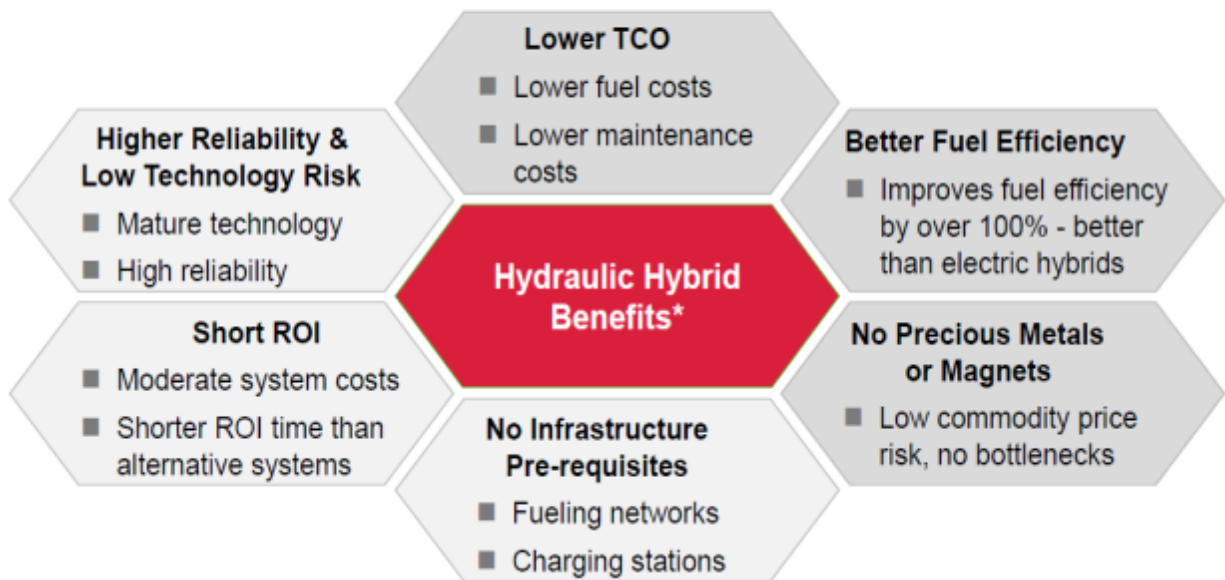 Lower TCO
■ Lower fuel costs
■ Lower maintenance
costs
Higher Reliability &
Low Technology Risk
■ Mature technology
■ High reliability
Better Fuel Efficiency
■ Improves fuel efficiency
by over 100% - better
than electric hybrids
Hydraulic Hybrid
Benefits*
Short ROI
■ Moderate system costs
■ Shorter ROI time than
alternative systems
No Precious Metals
or Magnets
■ Low commodity price
risk, no bottlenecks
No Infrastructure
Pre-requisites
■ Fueling networks
■ Charging stations